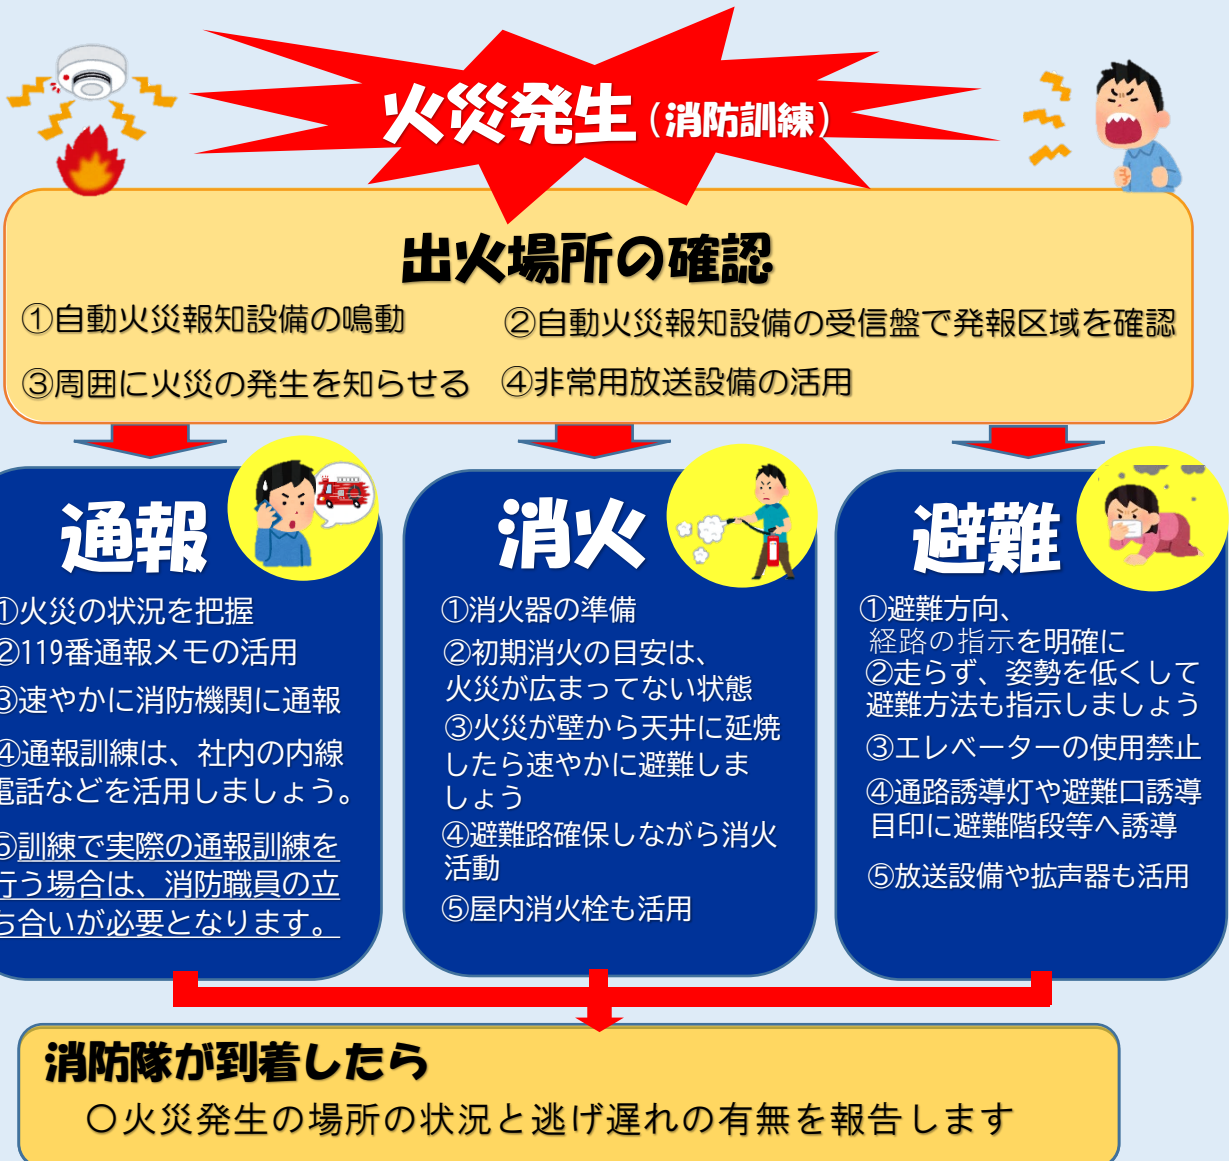 火災発生（消防訓練）
出火場所の確認
①自動火災報知設備の鳴動
②自動火災報知設備の受信盤で発報区域を確認
③周囲に火災の発生を知らせる
④非常用放送設備の活用
通報
①火災の状況を把握
②119番通報メモの活用
③速やかに消防機関に通報
④通報訓練は、社内の内線
電話などを活用しましょう。
⑤訓練で実際の通報訓練を
行う場合は、消防職員の立
ち合いが必要となります。
消火
①消火器の準備
②初期消火の目安は、
火災が広まってない状態
③火災が壁から天井に延焼
したら速やかに避難しま
しょう
④避難路確保しながら消火
活動
⑤屋内消火栓も活用
避難
①避難方向、
経路の指示を明確に
②走らず、姿勢を低くして
避難方法も指示しましょう
③エレベーターの使用禁止
④通路誘導灯や避難口誘導
目印に避難階段等へ誘導
⑤放送設備や拡声器も活用
消防隊が到着したら
〇火災発生の場所の状況と逃げ遅れの有無を報告します